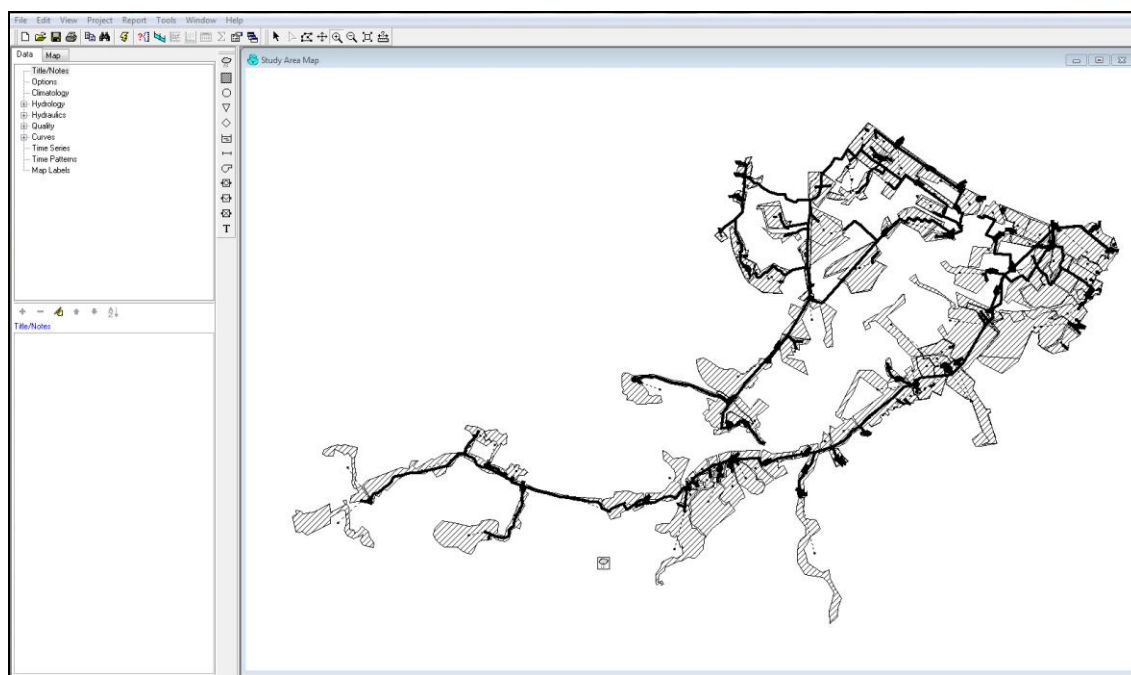 File Edit View Project Report Tools Window Help
Data Map
Study Area Map
Title/Notes
Options
Climatology
Hydrology
Hydraulics
Quality
Curves
Time Series
Time Patterns
Map Labels
T
Title/Notes